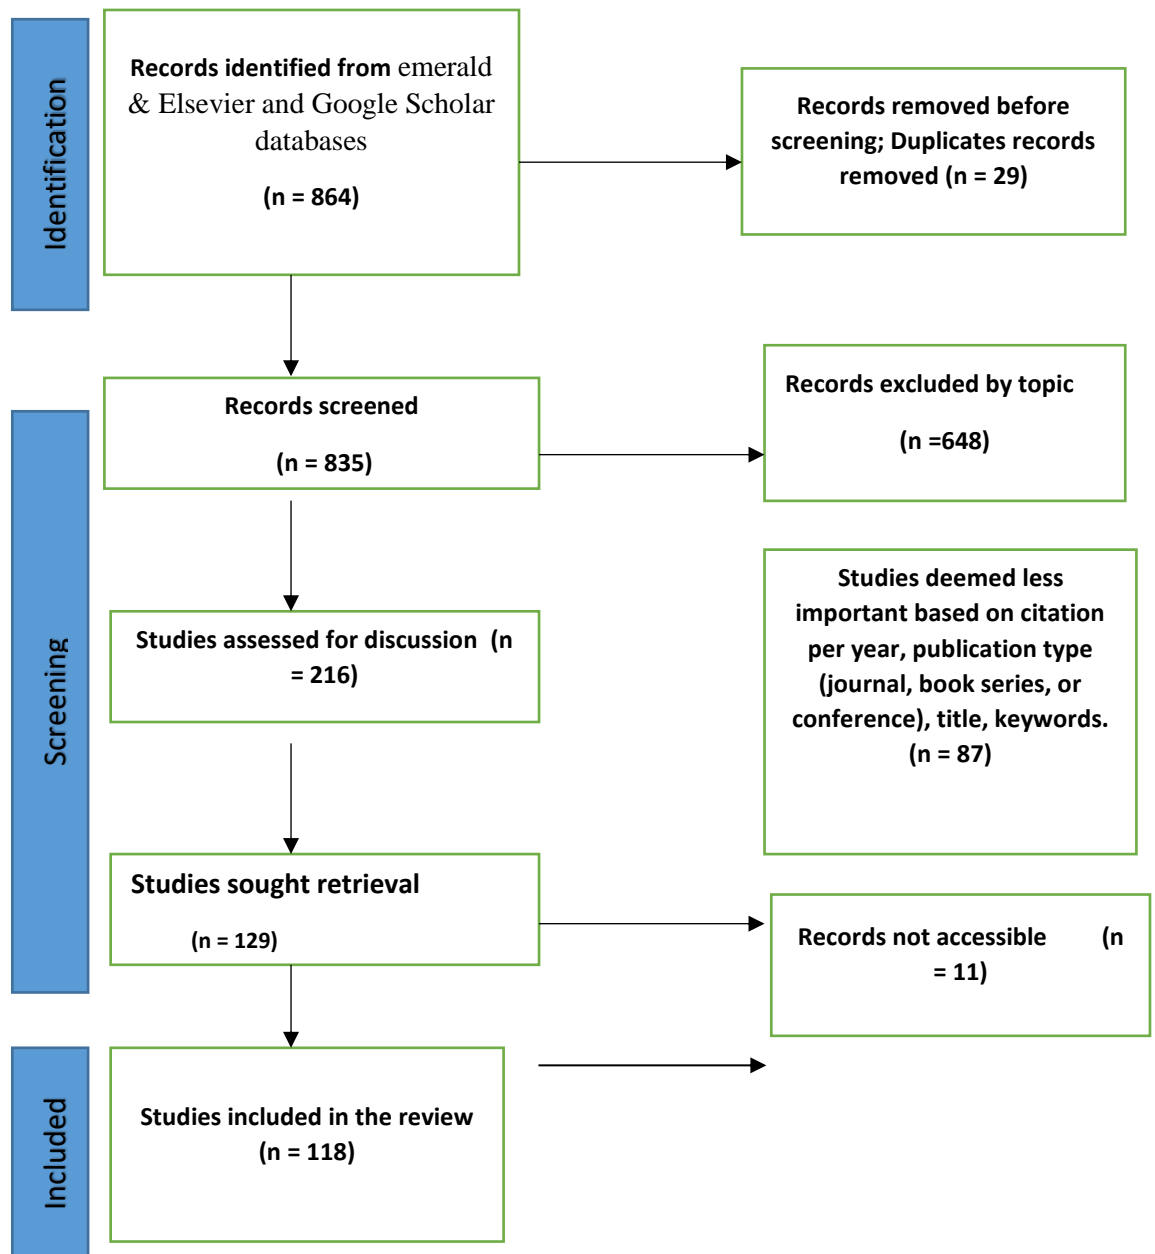 Identification
Records identified from emerald
& Elsevier and Google Scholar
databases
(n = 864)
Records removed before
screening; Duplicates records
removed (n = 29)
Screening
Records screened
(n = 835)
Records excluded by topic
(n =648)
Studies assessed for discussion (n
= 216)
Studies deemed less
important based on citation
per year, publication type
(journal, book series, or
conference), title, keywords.
(n = 87)
Studies sought retrieval
(n = 129)
Records not accessible (n
= 11)
Included
Studies included in the review
(n = 118)